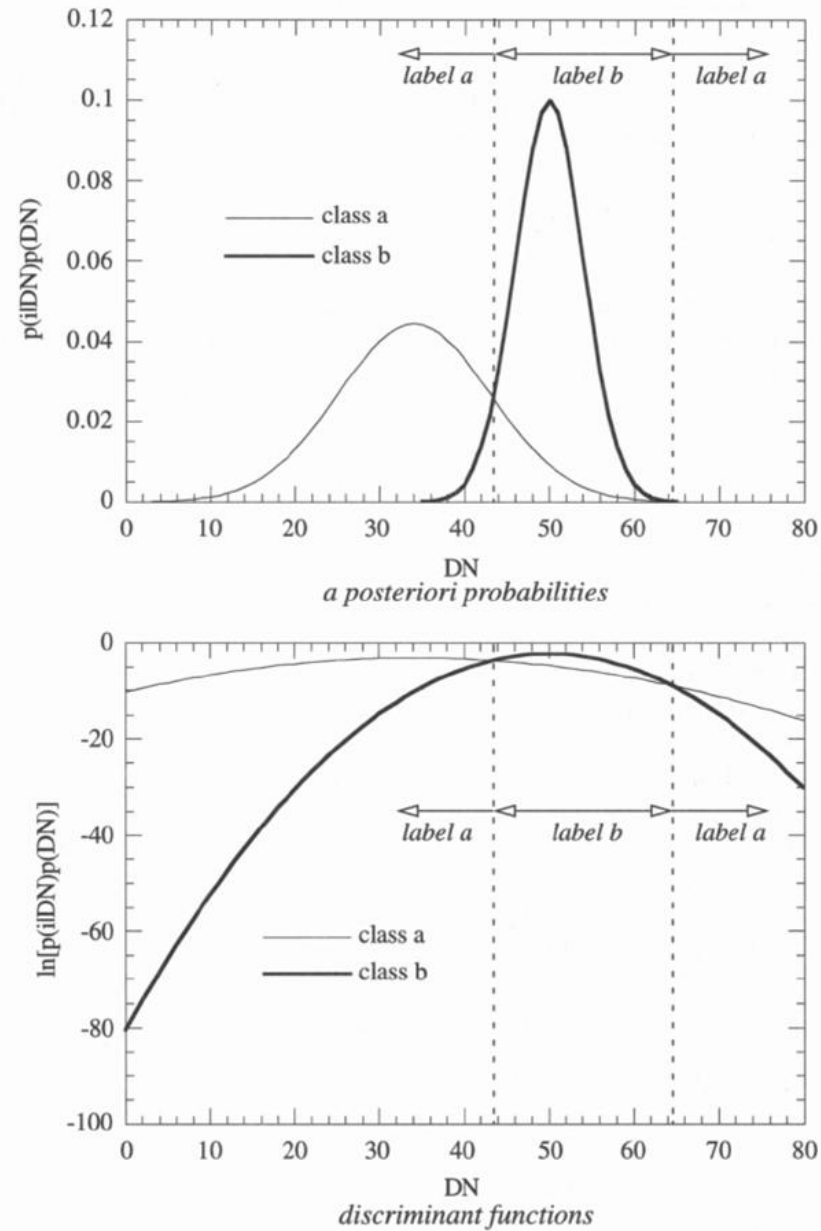 0.12
0.1
0.08
0.06
0.04
0.02
0
p(i|DN)p(DN)
label a label b label a
class a
class b
0 10 20 30 40 50 60 70 80
DN
a posteriori probabilities
0
-20
-40
-60
-80
-100
ln[p(i|DN)p(DN)]
label a label b label a
class a
class b
0 10 20 30 40 50 60 70 80
DN
discriminant functions